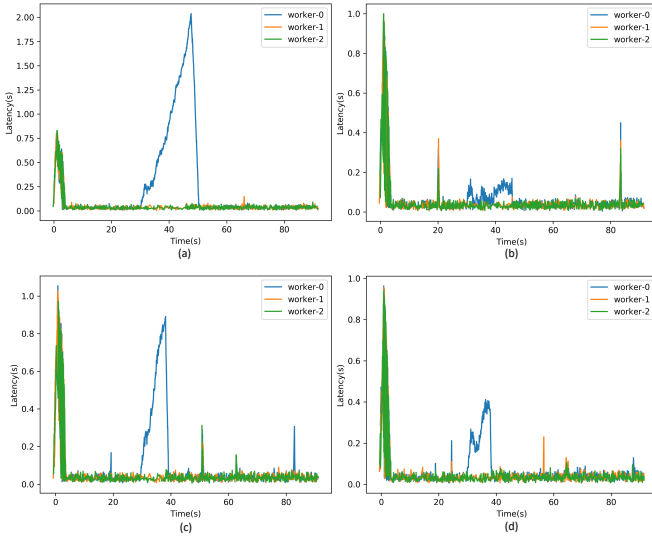 2.00
1.75
1.50
1.25
1.00
0.75
0.50
0.25
0.00
Latency(s)
worker-0
worker-1
worker-2
0 20 40 60 80
Time(s)
(a)
1.0
0.8
0.6
0.4
0.2
0.0
Latency(s)
worker-0
worker-1
worker-2
0 20 40 60 80
Time(s)
(b)
1.0
0.8
0.6
0.4
0.2
0.0
Latency(s)
worker-0
worker-1
worker-2
0 20 40 60 80
Time(s)
(c)
1.0
0.8
0.6
0.4
0.2
0.0
Latency(s)
worker-0
worker-1
worker-2
0 20 40 60 80
Time(s)
(d)